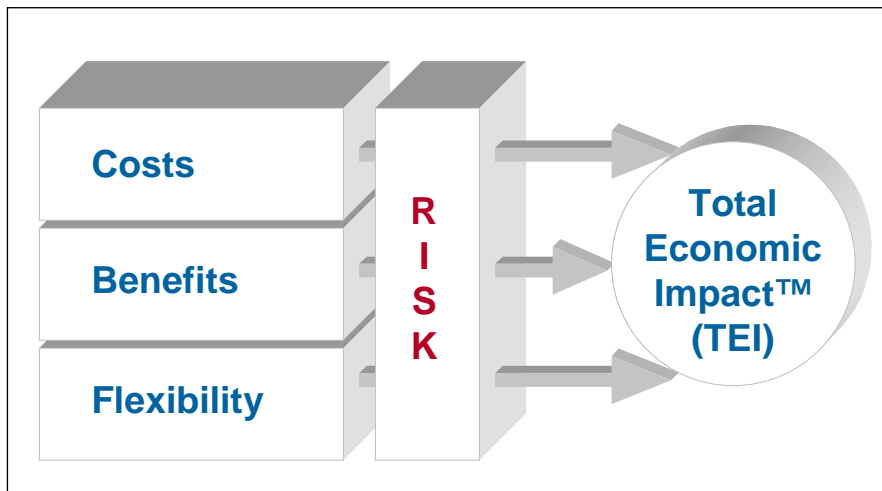 Costs
Benefits
Flexibility
R
I
S
K
Total
Economic
Impact™
(TEI)